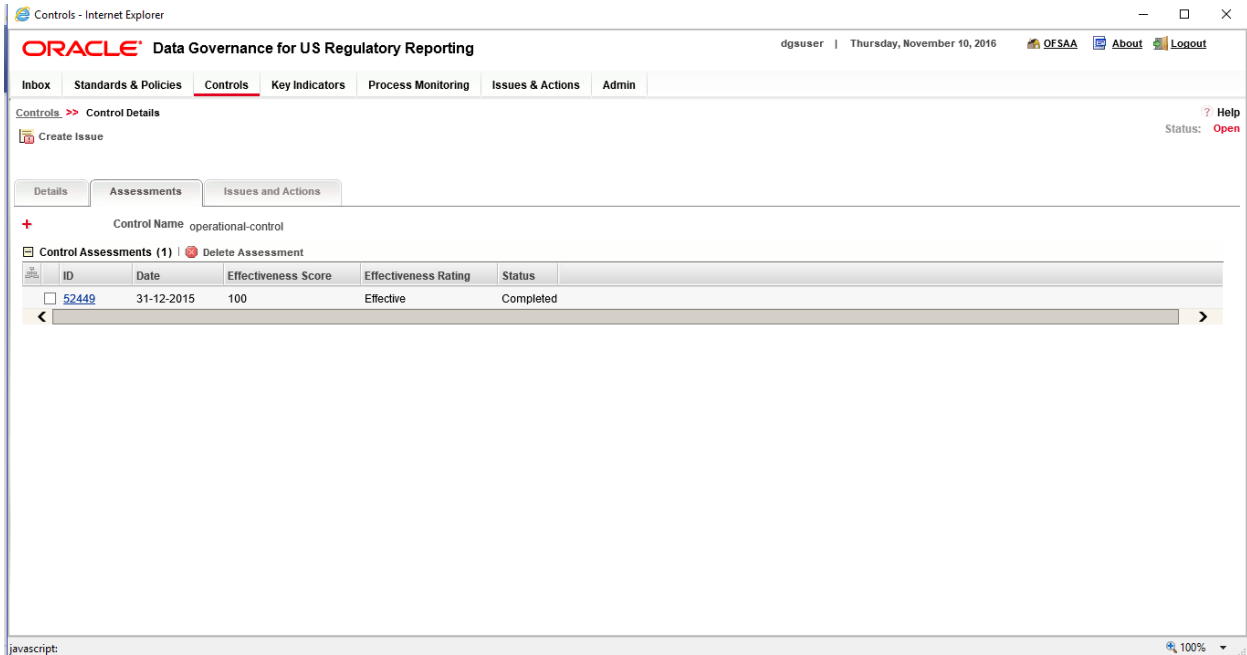 Controls - Internet Explorer
ORACLE® Data Governance for US Regulatory Reporting dgsuser | Thursday, November 10, 2016 OFSAA About Logout
Inbox Standards & Policies Controls Key Indicators Process Monitoring Issues & Actions Admin
Controls >> Control Details ? Help
Create Issue Status: Open
Details Assessments Issues and Actions
+ Control Name operational-control
Control Assessments (1) | Delete Assessment
ID Date Effectiveness Score Effectiveness Rating Status
52449 31-12-2015 100 Effective Completed
javascript: 100%